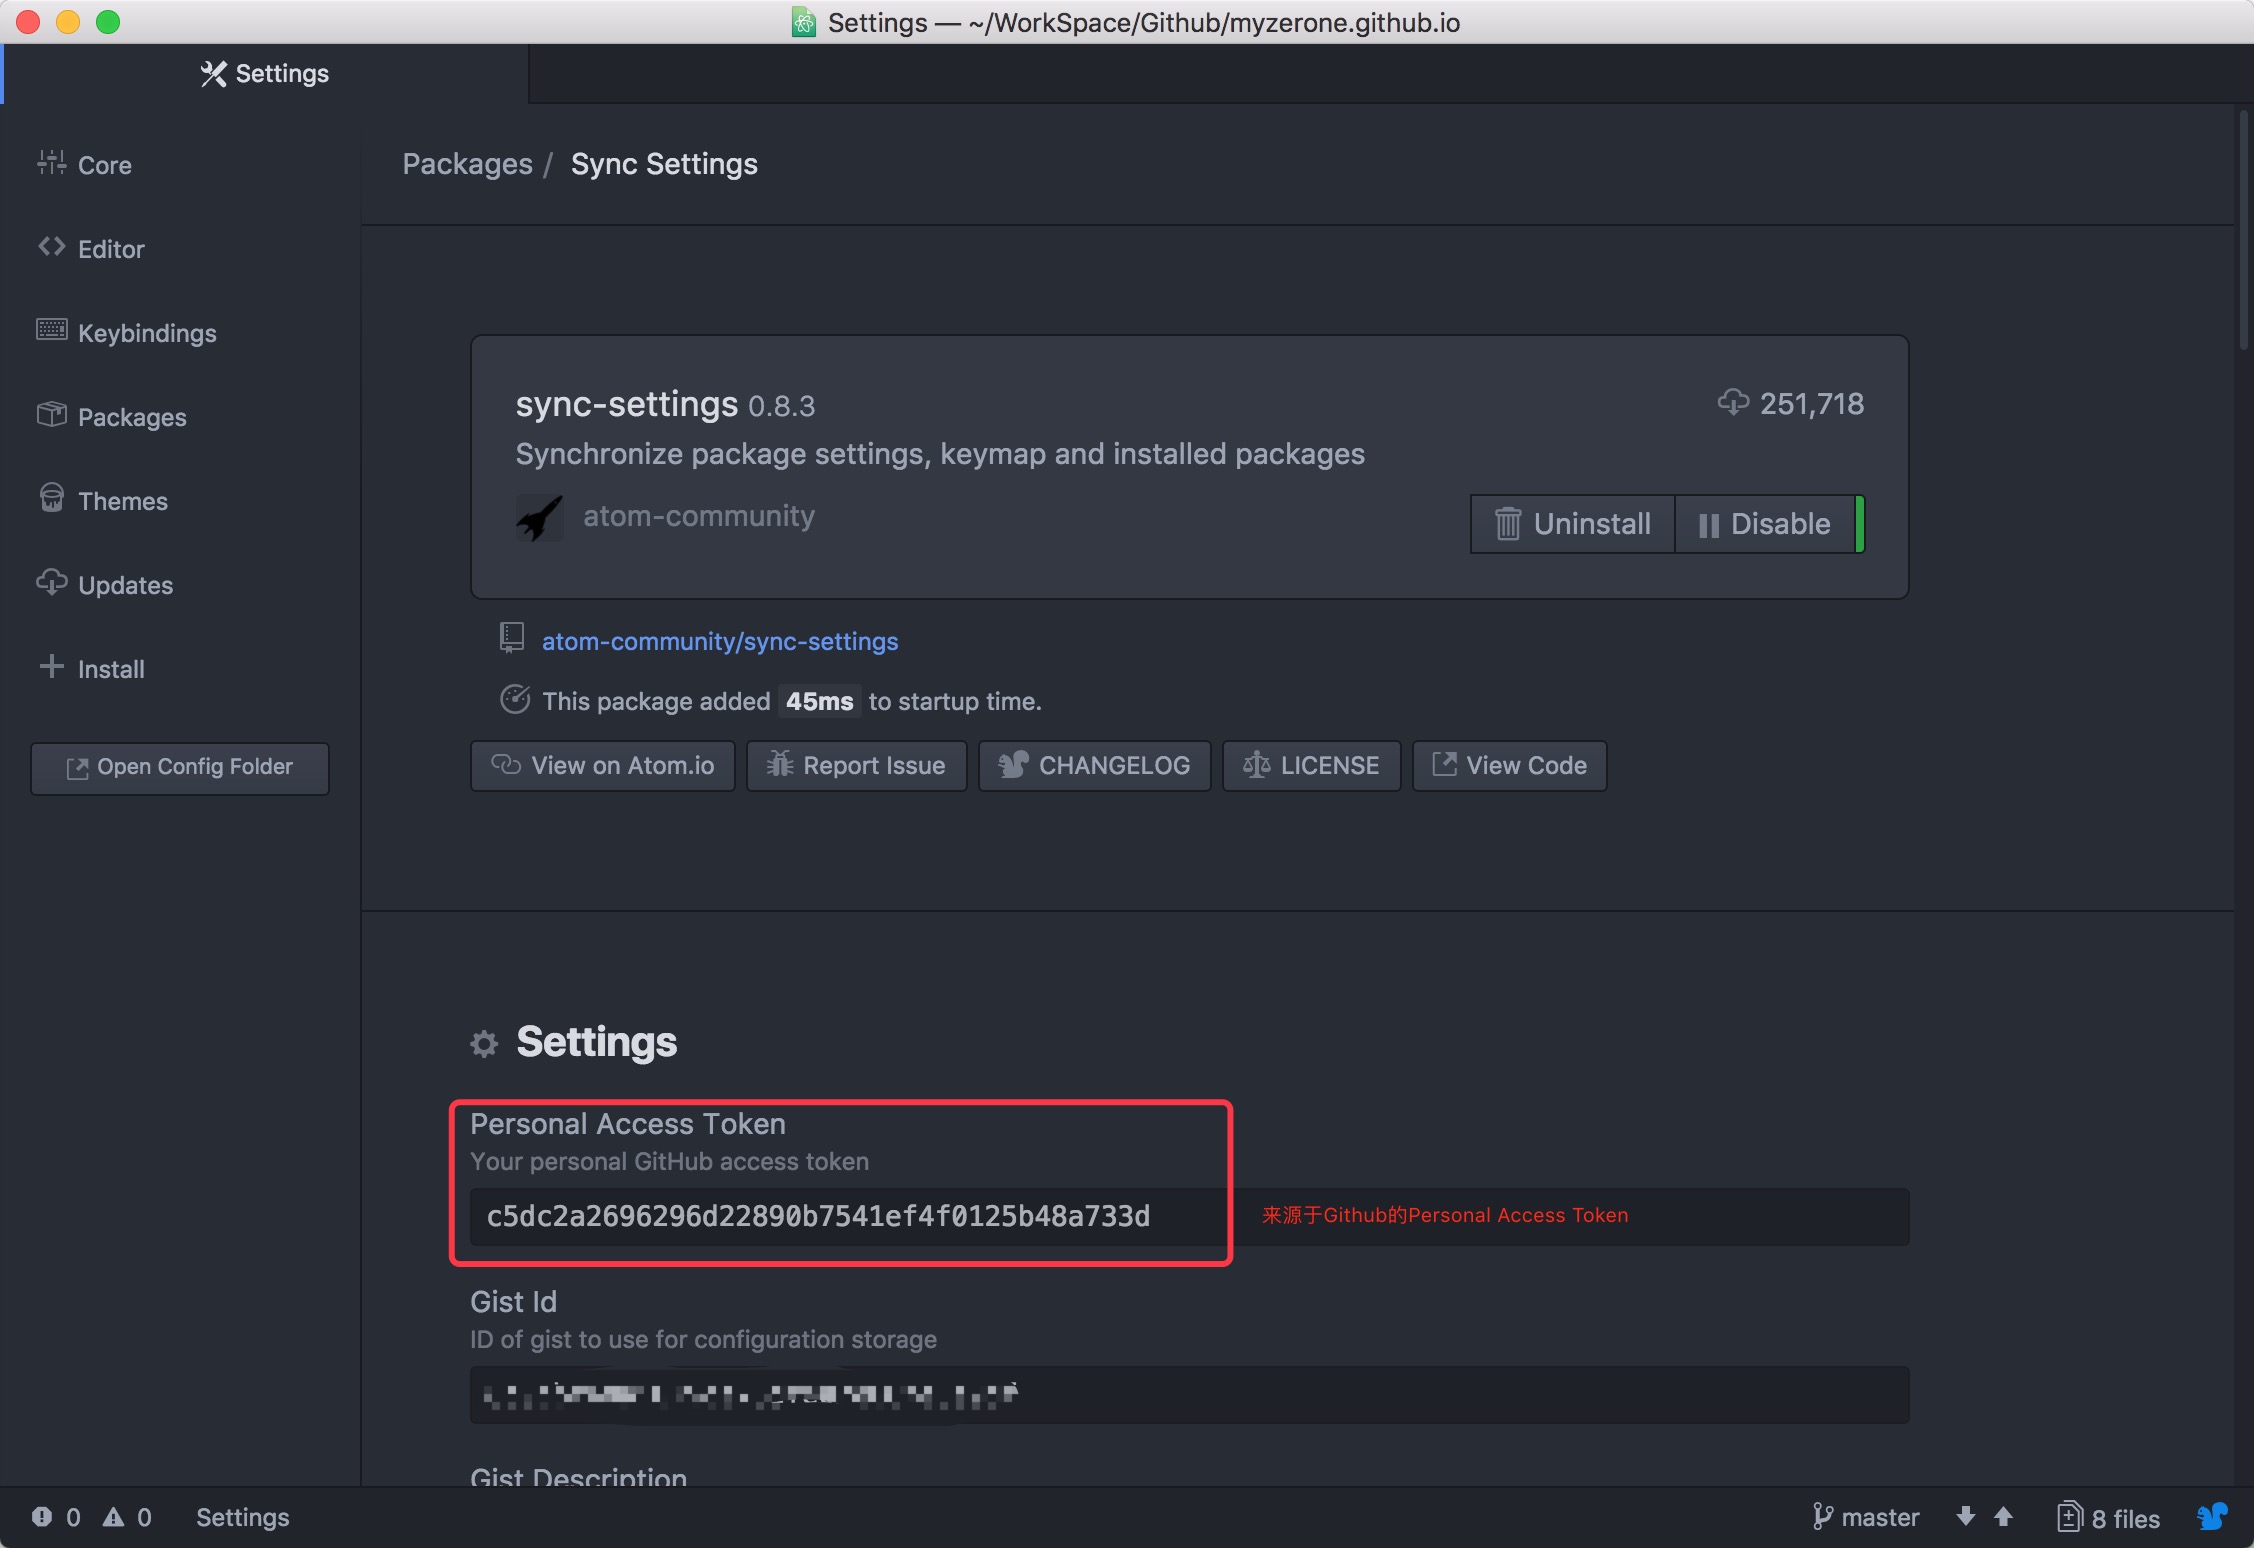 Settings — ~/WorkSpace/Github/myzerone.github.io
Settings
Core
Editor
Keybindings
Packages
Themes
Updates
Install
Open Config Folder
Packages / Sync Settings
sync-settings 0.8.3
251,718
Synchronize package settings, keymap and installed packages
atom-community
Uninstall
Disable
atom-community/sync-settings
This package added 45ms to startup time.
View on Atom.io
Report Issue
CHANGELOG
LICENSE
View Code
Settings
Personal Access Token
Your personal GitHub access token
c5dc2a2696296d22890b7541ef4f0125b48a733d
来源于Github的Personal Access Token
Gist Id
ID of gist to use for configuration storage
Gist Description
0 0 Settings
master
8 files